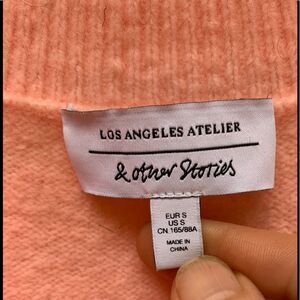 LOS ANGELES ATELIER
& other Stories
EUR S
US S
CN 165/88A
MADE IN
CHINA